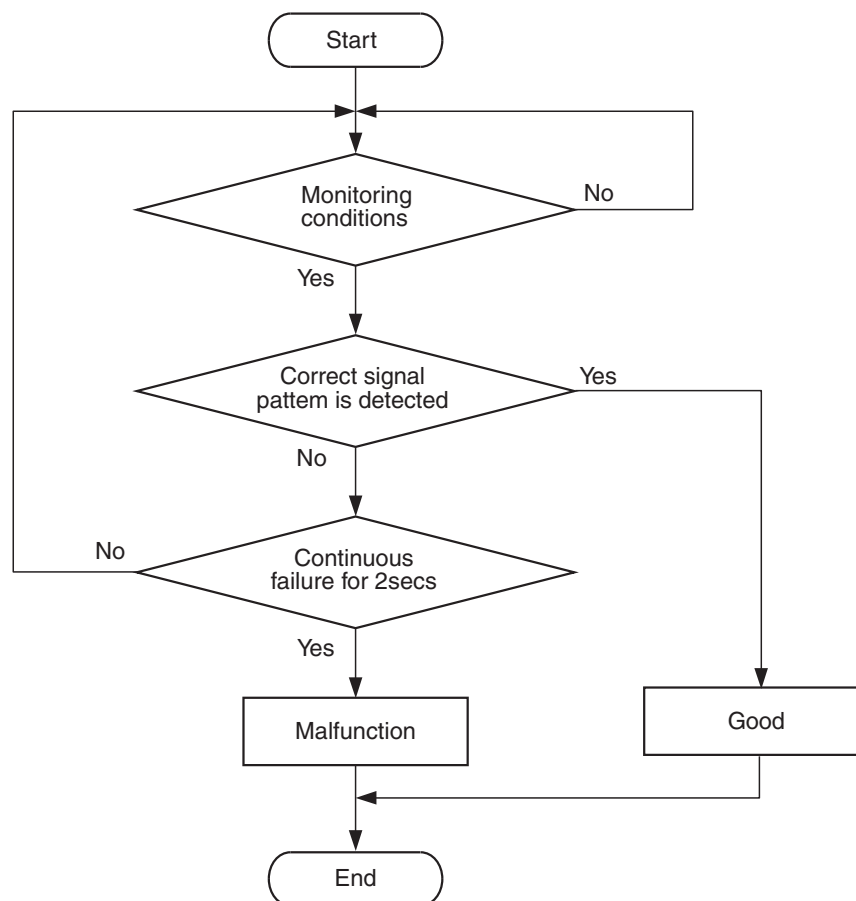 Start
Monitoring
conditions
No
Yes
Correct signal
pattem is detected
Yes
No
Continuous
failure for 2secs
No
Yes
Malfunction
Good
End